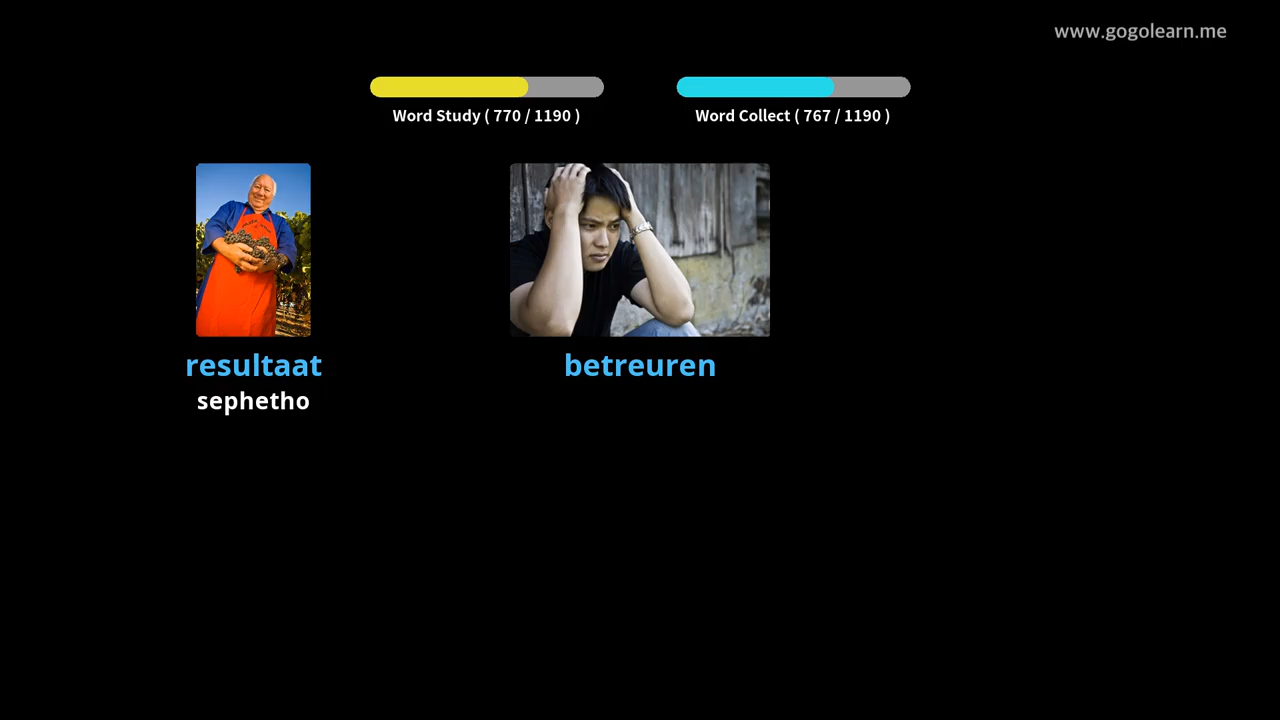 www.gogolearn.me
Word Study ( 770 / 1190 )
Word Collect ( 767 / 1190 )
resultaat
betreuren
sephetho